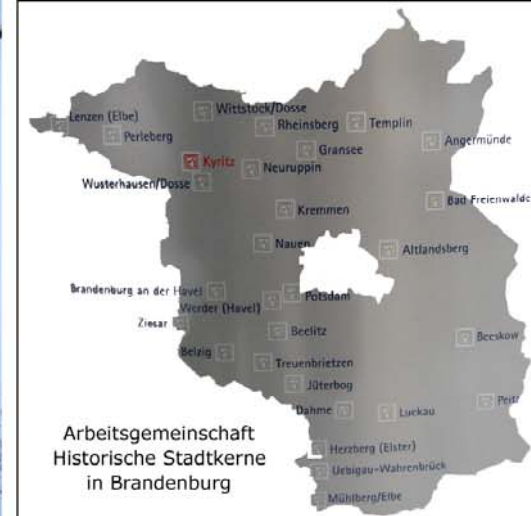 Lenzen (Elbe)
Wittstock/Dosse
Rheinsberg
Templin
Perleberg
Angermünde
Gransee
Kyritz
Neuruppin
Wusterhausen/Dosse
Bad Freienwalde
Kremmen
Nauen
Altlandsberg
Brandenburg an der Havel
Potsdam
Werder (Havel)
Ziesar
Beelitz
Beeskow
Belzig
Treuenbrietzen
Jüterbog
Dahme
Luckau
Arbeitsgemeinschaft
Historische Stadtkerne
in Brandenburg
Herzberg (Elster)
Uebigau-Wahrenbrück
Mühlberg/Elbe